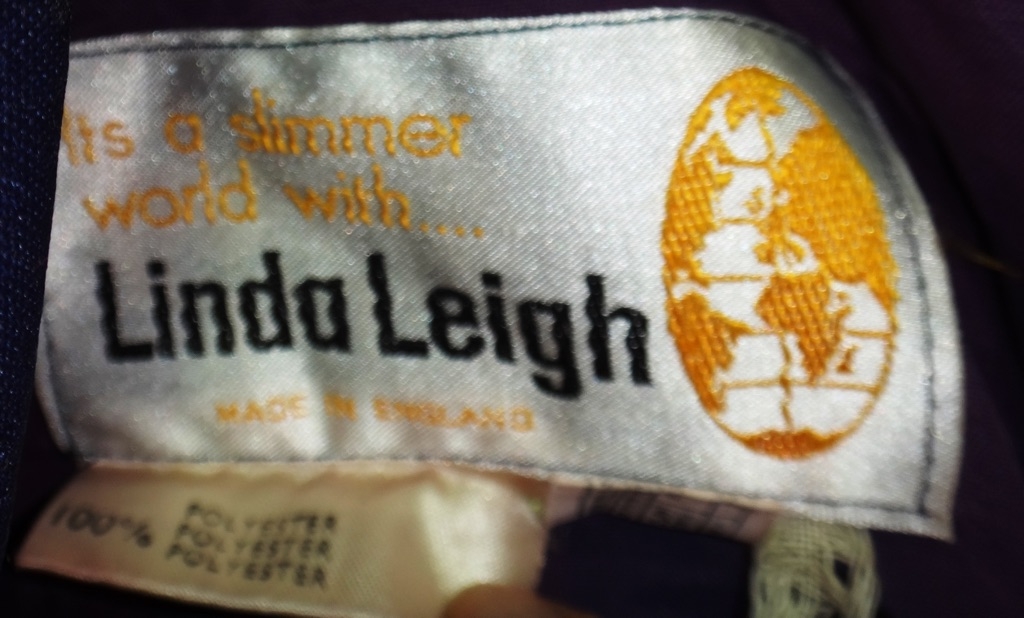 Its a slimmer
world with....
Linda Leigh
MADE IN ENGLAND
100% POLYESTER
POLYESTER
POLYESTER